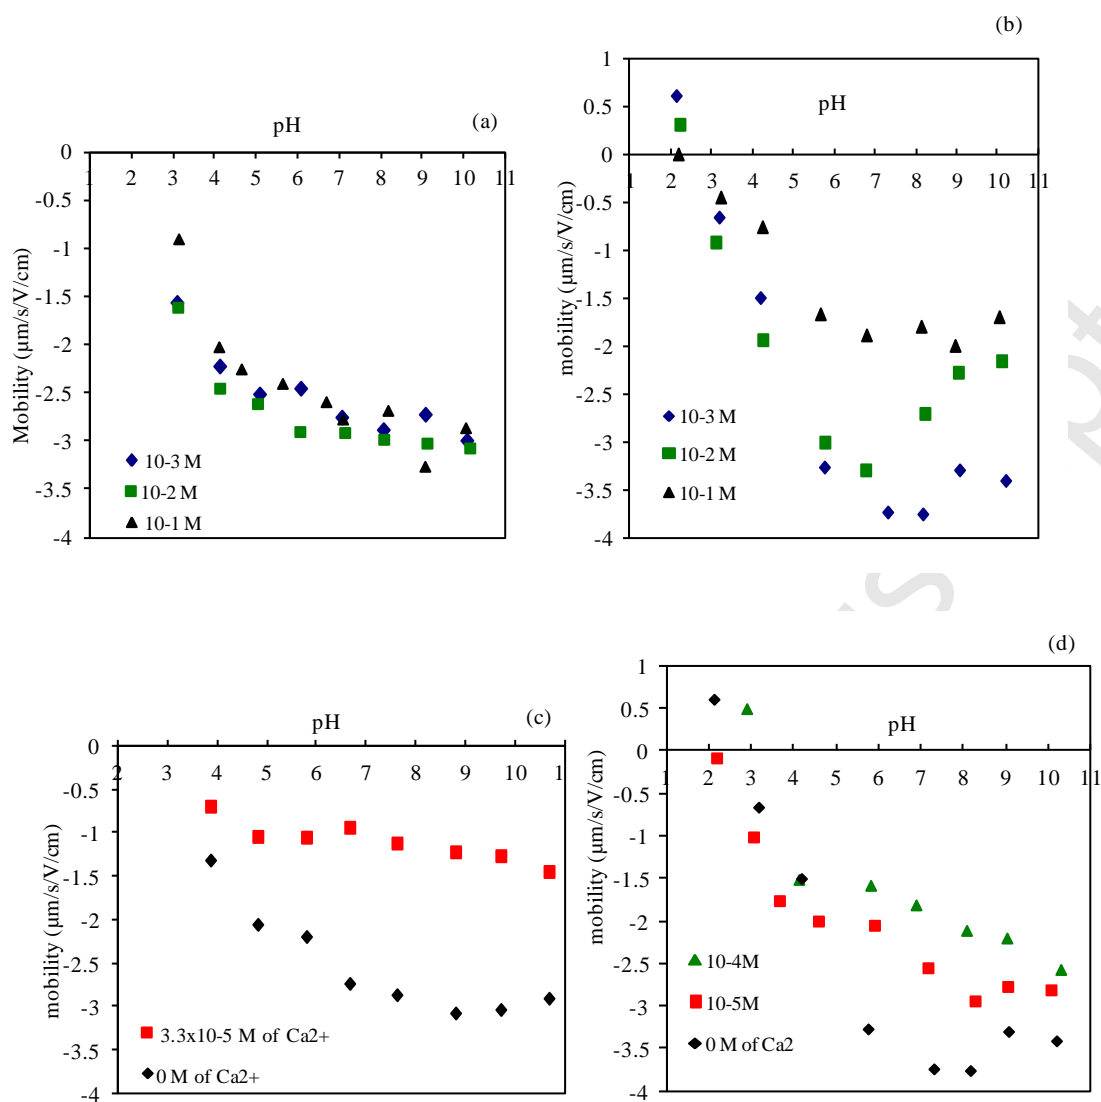 (b)
1
0.5
0
-0.5
-1
-1.5
-2
-2.5
-3
-3.5
-4
pH
1 2 3 4 5 6 7 8 9 10 11
mobility (µm/s/V/cm)
10-3 M
10-2 M
10-1 M
pH
(a)
0
-0.5
-1
-1.5
-2
-2.5
-3
-3.5
-4
1 2 3 4 5 6 7 8 9 10 11
Mobility (µm/s/V/cm)
10-3 M
10-2 M
10-1 M
pH
(c)
0
-0.5
-1
-1.5
-2
-2.5
-3
-3.5
-4
2 3 4 5 6 7 8 9 10 1
mobility (µm/s/V/cm)
3.3x10-5 M of Ca2+
0 M of Ca2+
(d)
1
0.5
0
-0.5
-1
-1.5
-2
-2.5
-3
-3.5
-4
pH
1 2 3 4 5 6 7 8 9 10 11
mobility (µm/s/V/cm)
10-4M
10-5M
0 M of Ca2